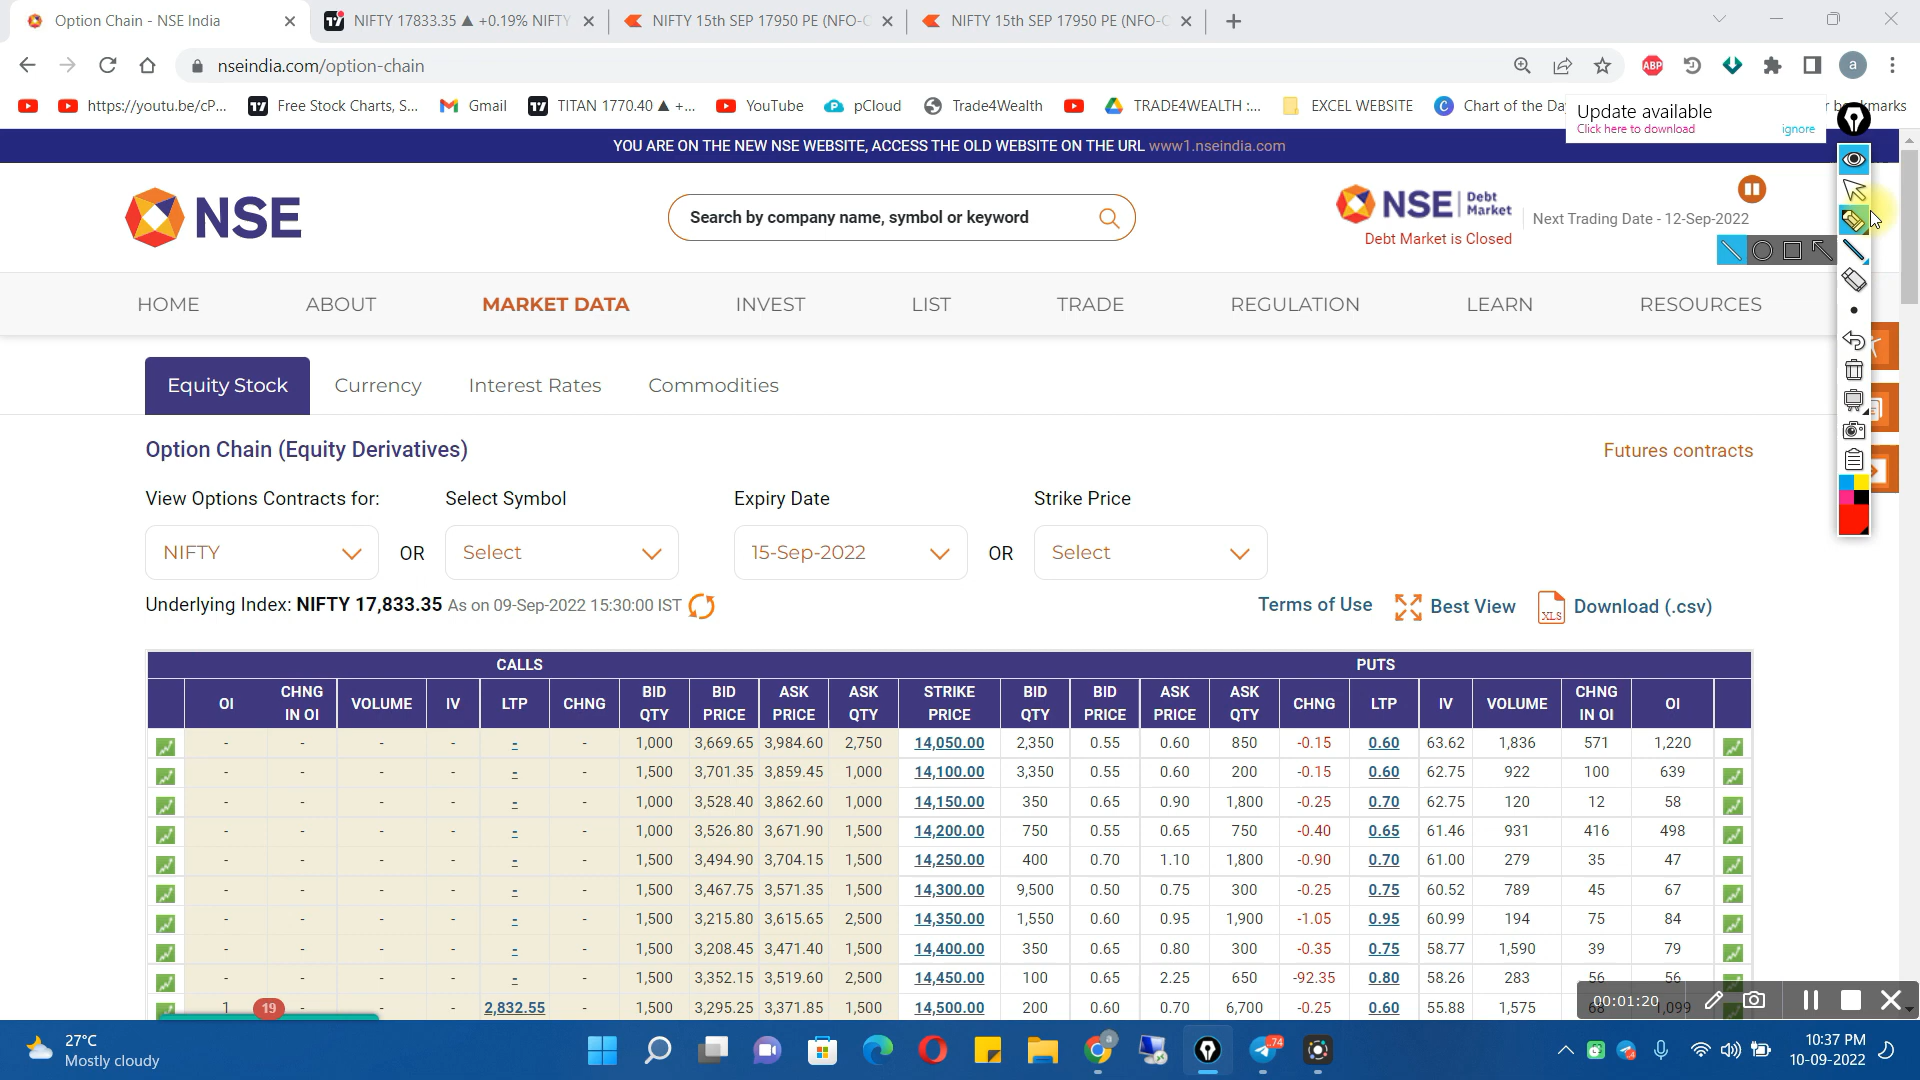 Option Chain - NSE India
NIFTY 17833.35 ▲ +0.19% NIFTY
NIFTY 15th SEP 17950 PE (NFO-O
NIFTY 15th SEP 17950 PE (NFO-O
nseindia.com/option-chain
ABP
a
https://youtu.be/cP...
Free Stock Charts, S...
Gmail
TITAN 1770.40 ▲ +...
YouTube
pCloud
Trade4Wealth
TRADE4WEALTH :...
EXCEL WEBSITE
Chart of the Da
r bookmarks
Update available
Click here to download
ignore
YOU ARE ON THE NEW NSE WEBSITE, ACCESS THE OLD WEBSITE ON THE URL www1.nseindia.com
NSE
Search by company name, symbol or keyword
NSE Debt Market
Debt Market is Closed
Next Trading Date - 12-Sep-2022
HOME ABOUT MARKET DATA INVEST LIST TRADE REGULATION LEARN RESOURCES
Equity Stock Currency Interest Rates Commodities
Option Chain (Equity Derivatives)
Futures contracts
View Options Contracts for: Select Symbol Expiry Date Strike Price
NIFTY OR Select 15-Sep-2022 OR Select
Underlying Index: NIFTY 17,833.35 As on 09-Sep-2022 15:30:00 IST
Terms of Use Best View XLS Download (.csv)
CALLS PUTS
OI CHNG IN OI VOLUME IV LTP CHNG BID QTY BID PRICE ASK PRICE ASK QTY STRIKE PRICE BID QTY BID PRICE ASK PRICE ASK QTY CHNG LTP IV VOLUME CHNG IN OI OI
- - - - - - 1,000 3,669.65 3,984.60 2,750 14,050.00 2,350 0.55 0.60 850 -0.15 0.60 63.62 1,836 571 1,220
- - - - - - 1,500 3,701.35 3,859.45 1,000 14,100.00 3,350 0.55 0.60 200 -0.15 0.60 62.75 922 100 639
- - - - - - 1,000 3,528.40 3,862.60 1,000 14,150.00 350 0.65 0.90 1,800 -0.25 0.70 62.75 120 12 58
- - - - - - 1,000 3,526.80 3,671.90 1,500 14,200.00 750 0.55 0.65 750 -0.40 0.65 61.46 931 416 498
- - - - - - 1,500 3,494.90 3,704.15 1,500 14,250.00 400 0.70 1.10 1,800 -0.90 0.70 61.00 279 35 47
- - - - - - 1,500 3,467.75 3,571.35 1,500 14,300.00 9,500 0.50 0.75 300 -0.25 0.75 60.52 789 45 67
- - - - - - 1,500 3,215.80 3,615.65 2,500 14,350.00 1,550 0.60 0.95 1,900 -1.05 0.95 60.99 194 75 84
- - - - - - 1,500 3,208.45 3,471.40 1,500 14,400.00 350 0.65 0.80 300 -0.35 0.75 58.77 1,590 39 79
- - - - - - 1,500 3,352.15 3,519.60 2,500 14,450.00 100 0.65 2.25 650 -92.35 0.80 58.26 283 56 56
1 - - - 2,832.55 - 1,500 3,295.25 3,371.85 1,500 14,500.00 200 0.60 0.70 6,700 -0.25 0.60 55.88 1,575 68 1,099
19
00:01:20
27°C
Mostly cloudy
a
74
10:37 PM
10-09-2022